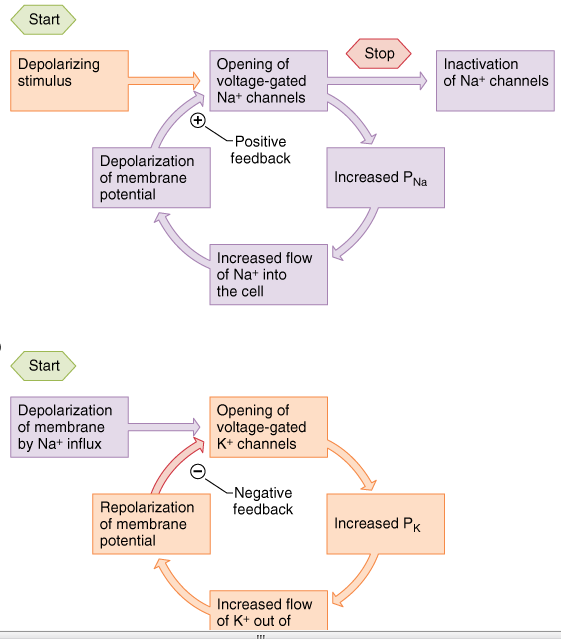 Start
Stop
Depolarizing
stimulus
Opening of
voltage-gated
Na⁺ channels
Inactivation
of Na⁺ channels
+
Positive
feedback
Depolarization
of membrane
potential
Increased P_Na
Increased flow
of Na⁺ into
the cell
Start
Depolarization
of membrane
by Na⁺ influx
Opening of
voltage-gated
K⁺ channels
−
Negative
feedback
Repolarization
of membrane
potential
Increased P_K
Increased flow
of K⁺ out of